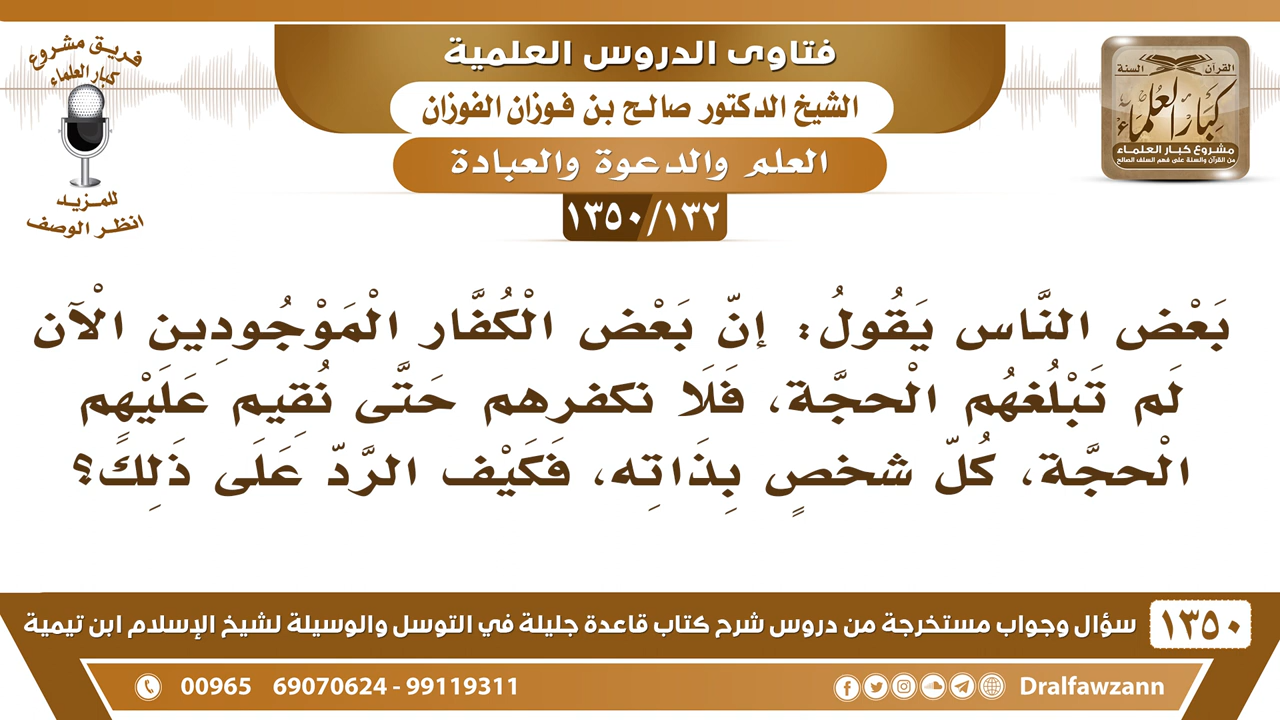 فتاوى الدروس العلمية
الشيخ الدكتور صالح بن فوزان الفوزان
العلم والدعوة والعبادة
١٣٥٠/١٣٢
فريق مشروع
كبار العلماء
للمزيد
انظر الوصف
القرآن السنة
كبار العلماء
مشروع كبار العلماء
من القرآن والسنة على فهم السلف الصالح
بَعْض النَّاس يَقُولُ: إنّ بَعْض الْكُفَّار الْمَوْجُودِين الْآن
لَم تَبْلُغهُم الْحجَّة، فَلَا نكفرهم حَتَّى نُقِيم عَلَيْهِم
الْحجَّة، كُلّ شخصٍ بِذَاتِه، فَكَيْف الرَّدّ عَلَى ذَلِكَ؟
١٣٥٠ سؤال وجواب مستخرجة من دروس شرح كتاب قاعدة جليلة في التوسل والوسيلة لشيخ الإسلام ابن تيمية
00965 69070624 - 99119311
Dralfawzann